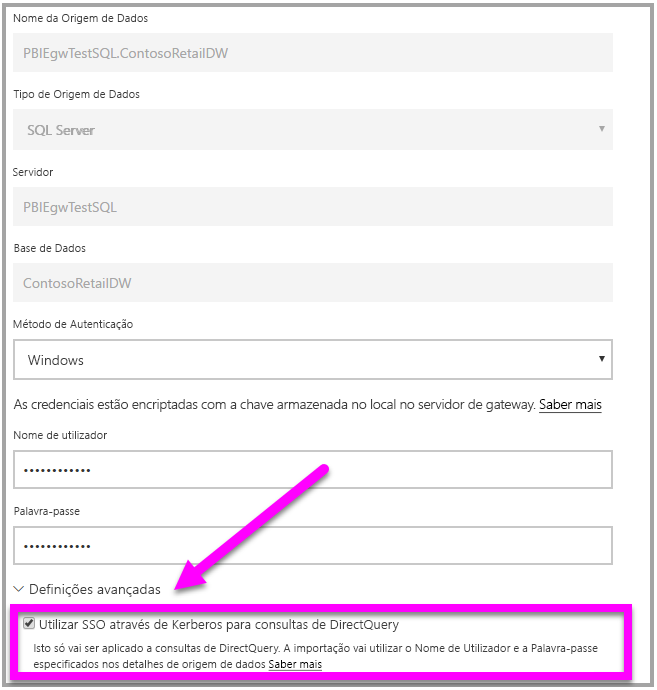 Nome da Origem de Dados
PBIEgwTestSQL.ContosoRetailDW
Tipo de Origem de Dados
SQL Server
Servidor
PBIEgwTestSQL
Base de Dados
ContosoRetailDW
Método de Autenticação
Windows
As credenciais estão encriptadas com a chave armazenada no local no servidor de gateway. Saber mais
Nome de utilizador
••••••••••••
Palavra-passe
••••••••••••
Definições avançadas
Utilizar SSO através de Kerberos para consultas de DirectQuery
Isto só vai ser aplicado a consultas de DirectQuery. A importação vai utilizar o Nome de Utilizador e a Palavra-passe
especificados nos detalhes de origem de dados Saber mais